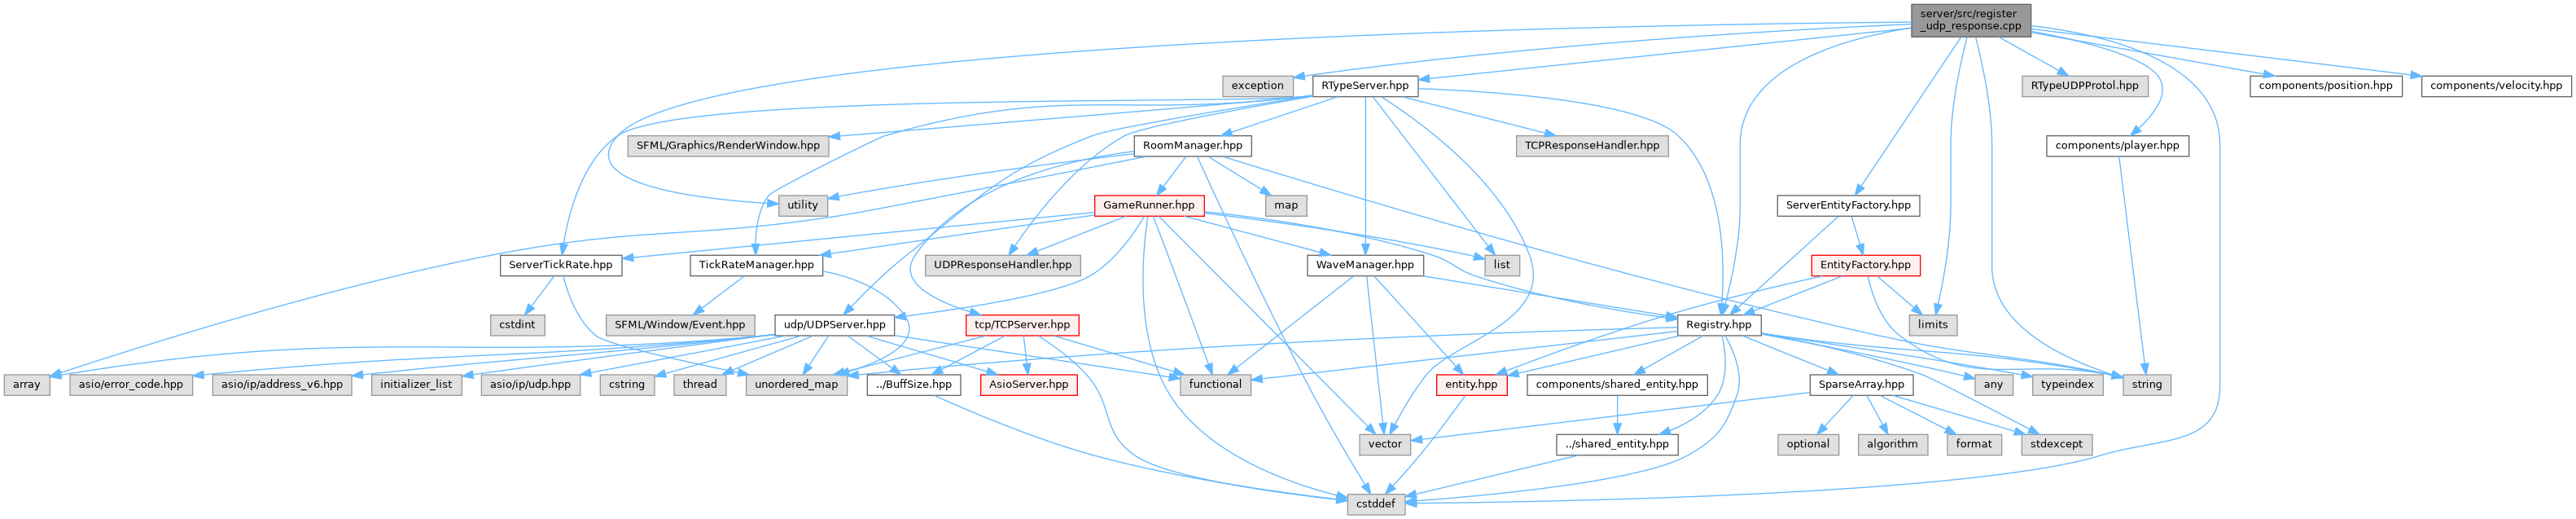 server/src/register
_udp_response.cpp
exception
RTypeServer.hpp
RTypeUDPProtol.hpp
components/position.hpp
components/velocity.hpp
SFML/Graphics/RenderWindow.hpp
RoomManager.hpp
TCPResponseHandler.hpp
components/player.hpp
utility
GameRunner.hpp
map
ServerEntityFactory.hpp
ServerTickRate.hpp
TickRateManager.hpp
UDPResponseHandler.hpp
WaveManager.hpp
list
EntityFactory.hpp
cstdint
SFML/Window/Event.hpp
udp/UDPServer.hpp
tcp/TCPServer.hpp
Registry.hpp
limits
array
asio/error_code.hpp
asio/ip/address_v6.hpp
initializer_list
asio/ip/udp.hpp
cstring
thread
unordered_map
../BuffSize.hpp
AsioServer.hpp
functional
entity.hpp
components/shared_entity.hpp
SparseArray.hpp
any
typeindex
string
vector
../shared_entity.hpp
optional
algorithm
format
stdexcept
cstddef